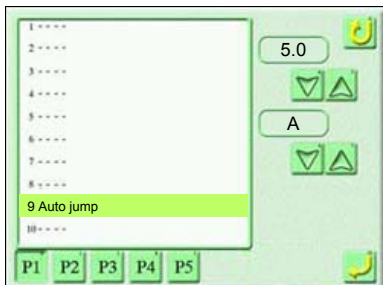 1 - - - -
2 - - - -
3 - - - -
4 - - - -
5 - - - -
6 - - - -
7 - - - -
8 - - - -
9 Auto jump
10 - - - -
5.0
A
P1 P2 P3 P4 P5